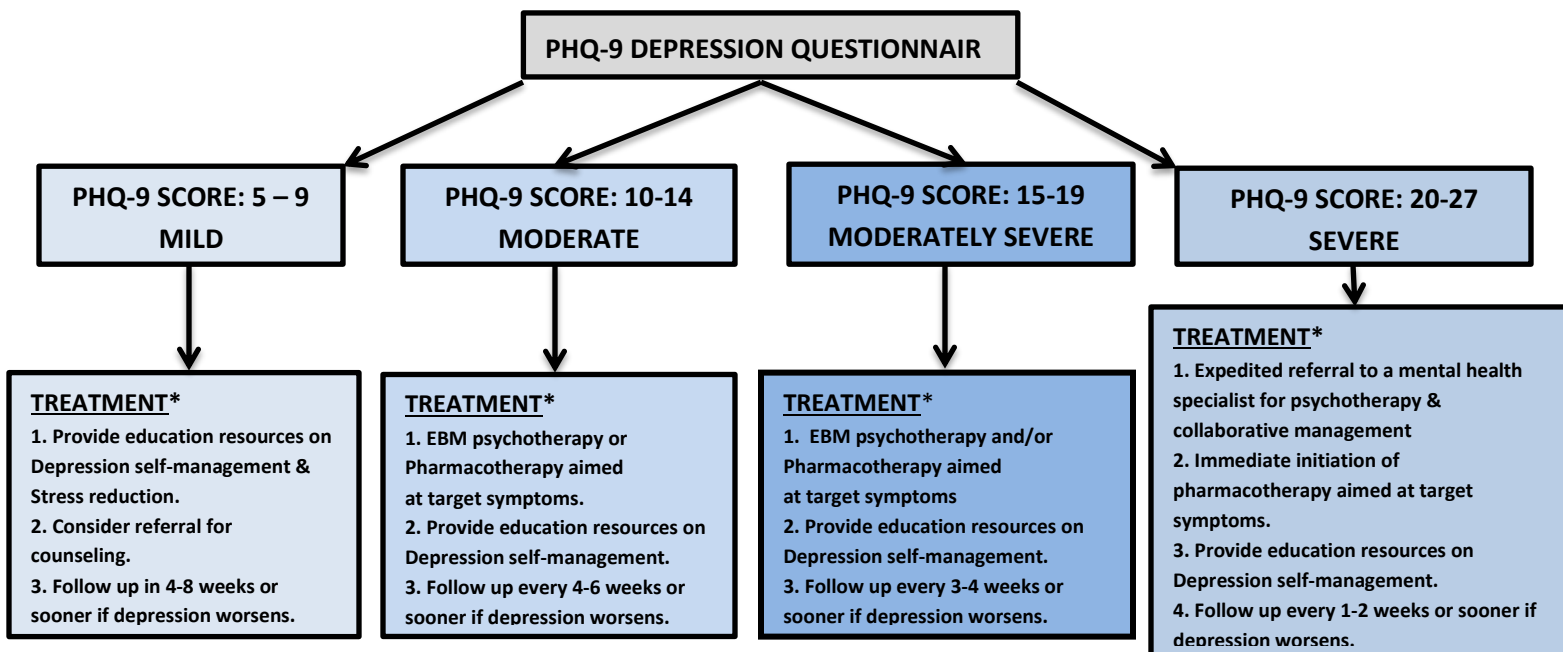 PHQ-9 DEPRESSION QUESTIONNAIR
PHQ-9 SCORE: 5 – 9
MILD
PHQ-9 SCORE: 10-14
MODERATE
PHQ-9 SCORE: 15-19
MODERATELY SEVERE
PHQ-9 SCORE: 20-27
SEVERE
TREATMENT*
1. Provide education resources on
Depression self-management &
Stress reduction.
2. Consider referral for
counseling.
3. Follow up in 4-8 weeks or
sooner if depression worsens.
TREATMENT*
1. EBM psychotherapy or
Pharmacotherapy aimed
at target symptoms.
2. Provide education resources on
Depression self-management.
3. Follow up every 4-6 weeks or
sooner if depression worsens.
TREATMENT*
1. EBM psychotherapy and/or
Pharmacotherapy aimed
at target symptoms
2. Provide education resources on
Depression self-management.
3. Follow up every 3-4 weeks or
sooner if depression worsens.
TREATMENT*
1. Expedited referral to a mental health
specialist for psychotherapy &
collaborative management
2. Immediate initiation of
pharmacotherapy aimed at target
symptoms.
3. Provide education resources on
Depression self-management.
4. Follow up every 1-2 weeks or sooner if
depression worsens.